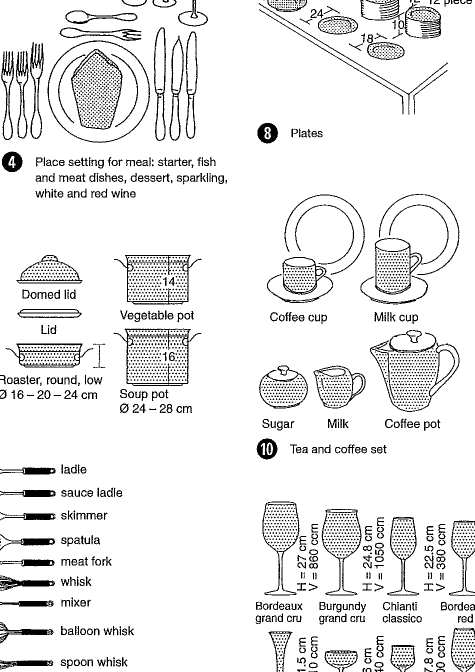 12 piece
24
10
18
8 Plates
4 Place setting for meal: starter, fish
and meat dishes, dessert, sparkling,
white and red wine
Domed lid
Lid
Roaster, round, low
Ø 16 – 20 – 24 cm
14
Vegetable pot
16
Soup pot
Ø 24 – 28 cm
Coffee cup
Milk cup
Sugar
Milk
Coffee pot
10 Tea and coffee set
ladle
sauce ladle
skimmer
spatula
meat fork
whisk
mixer
balloon whisk
spoon whisk
H = 27 cm
V = 860 ccm
H = 24.8 cm
V = 1050 ccm
H = 22.5 cm
V = 380 ccm
Bordeaux
grand cru
Burgundy
grand cru
Chianti
classico
Bordea
red